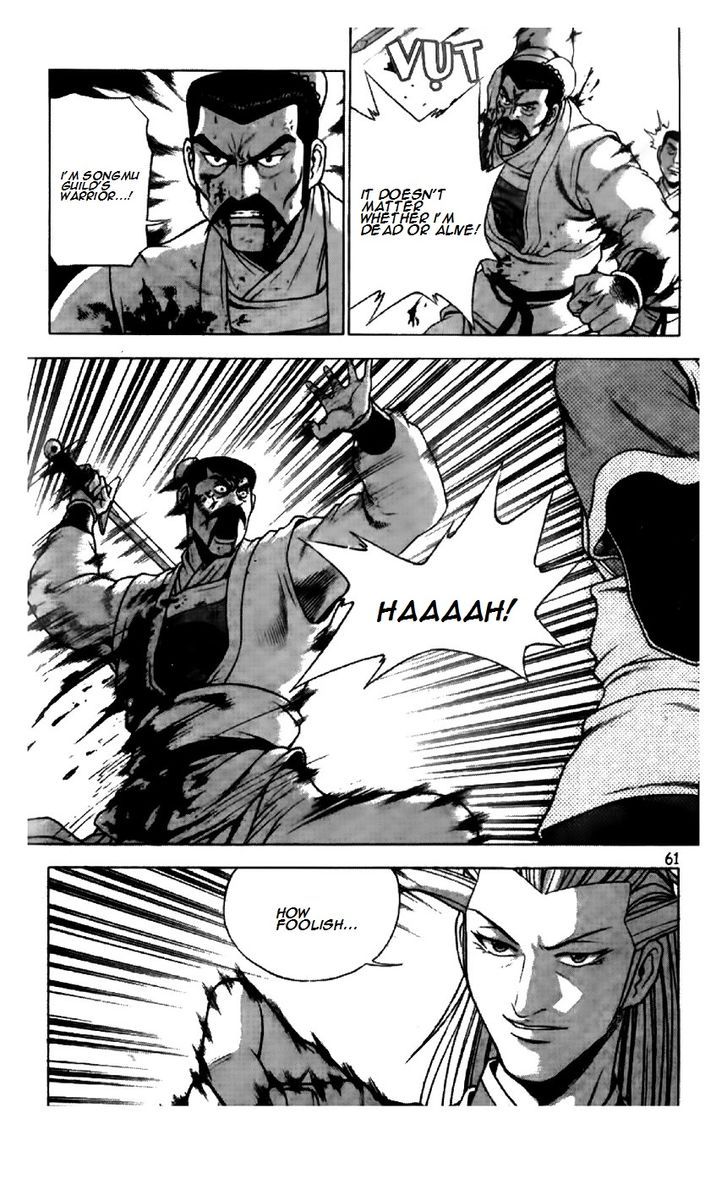 I'M SONGMU
GUILD'S
WARRIOR...!
VỤT
IT DOESN'T
MATTER
WHETHER I'M
DEAD OR ALIVE!
HAAAAH!
61
HOW
FOOLISH...